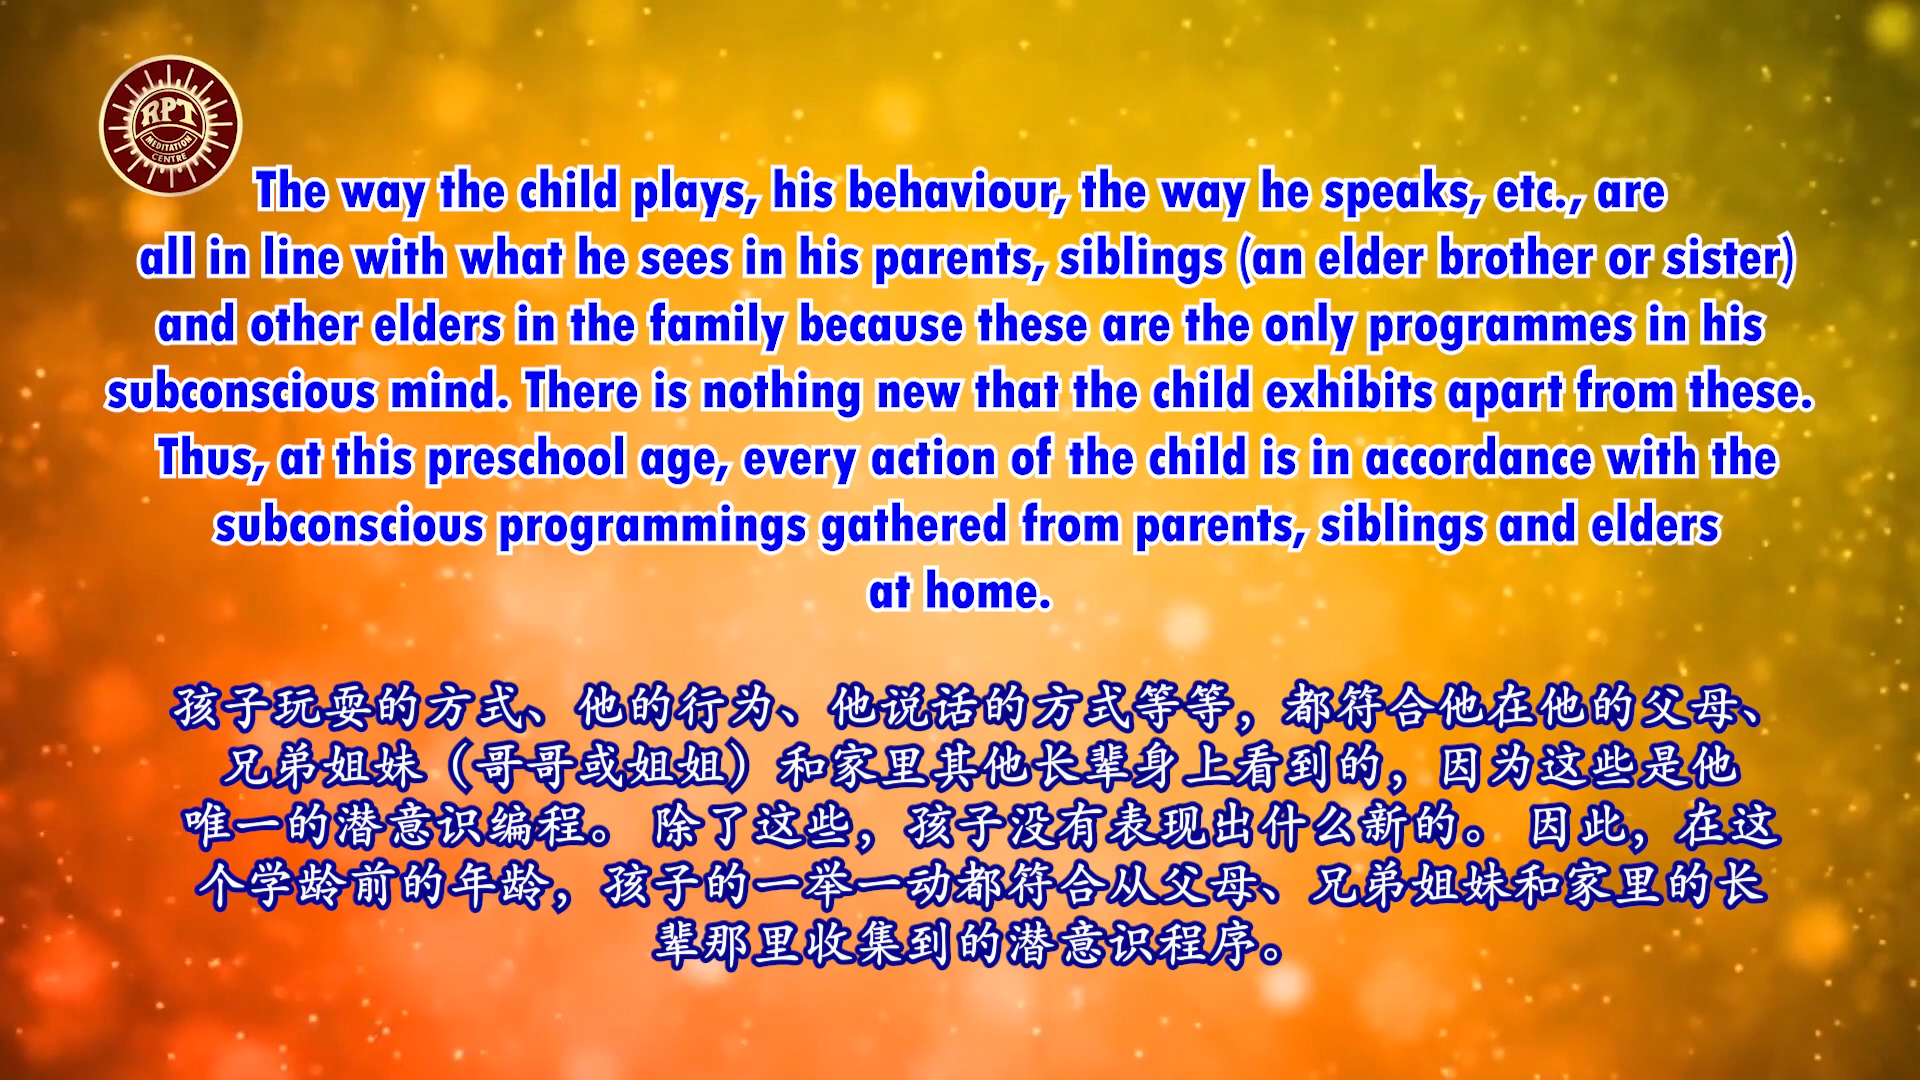 RPT
MEDITATION
CENTRE
The way the child plays, his behaviour, the way he speaks, etc., are
all in line with what he sees in his parents, siblings (an elder brother or sister)
and other elders in the family because these are the only programmes in his
subconscious mind. There is nothing new that the child exhibits apart from these.
Thus, at this preschool age, every action of the child is in accordance with the
subconscious programmings gathered from parents, siblings and elders
at home.
孩子玩耍的方式、他的行为、他说话的方式等等，都符合他在他的父母、
兄弟姐妹（哥哥或姐姐）和家里其他长辈身上看到的，因为这些是他
唯一的潜意识编程。 除了这些，孩子没有表现出什么新的。 因此，在这
个学龄前的年龄，孩子的一举一动都符合从父母、兄弟姐妹和家里的长
辈那里收集到的潜意识程序。